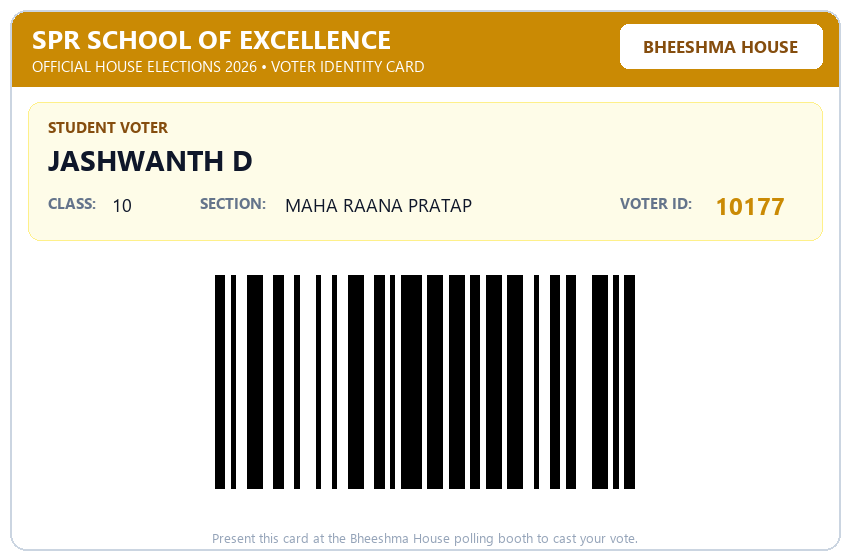 SPR SCHOOL OF EXCELLENCE
OFFICIAL HOUSE ELECTIONS 2026 • VOTER IDENTITY CARD
BHEESHMA HOUSE
STUDENT VOTER
JASHWANTH D
CLASS: 10 SECTION: MAHA RAANA PRATAP VOTER ID: 10177
Present this card at the Bheeshma House polling booth to cast your vote.